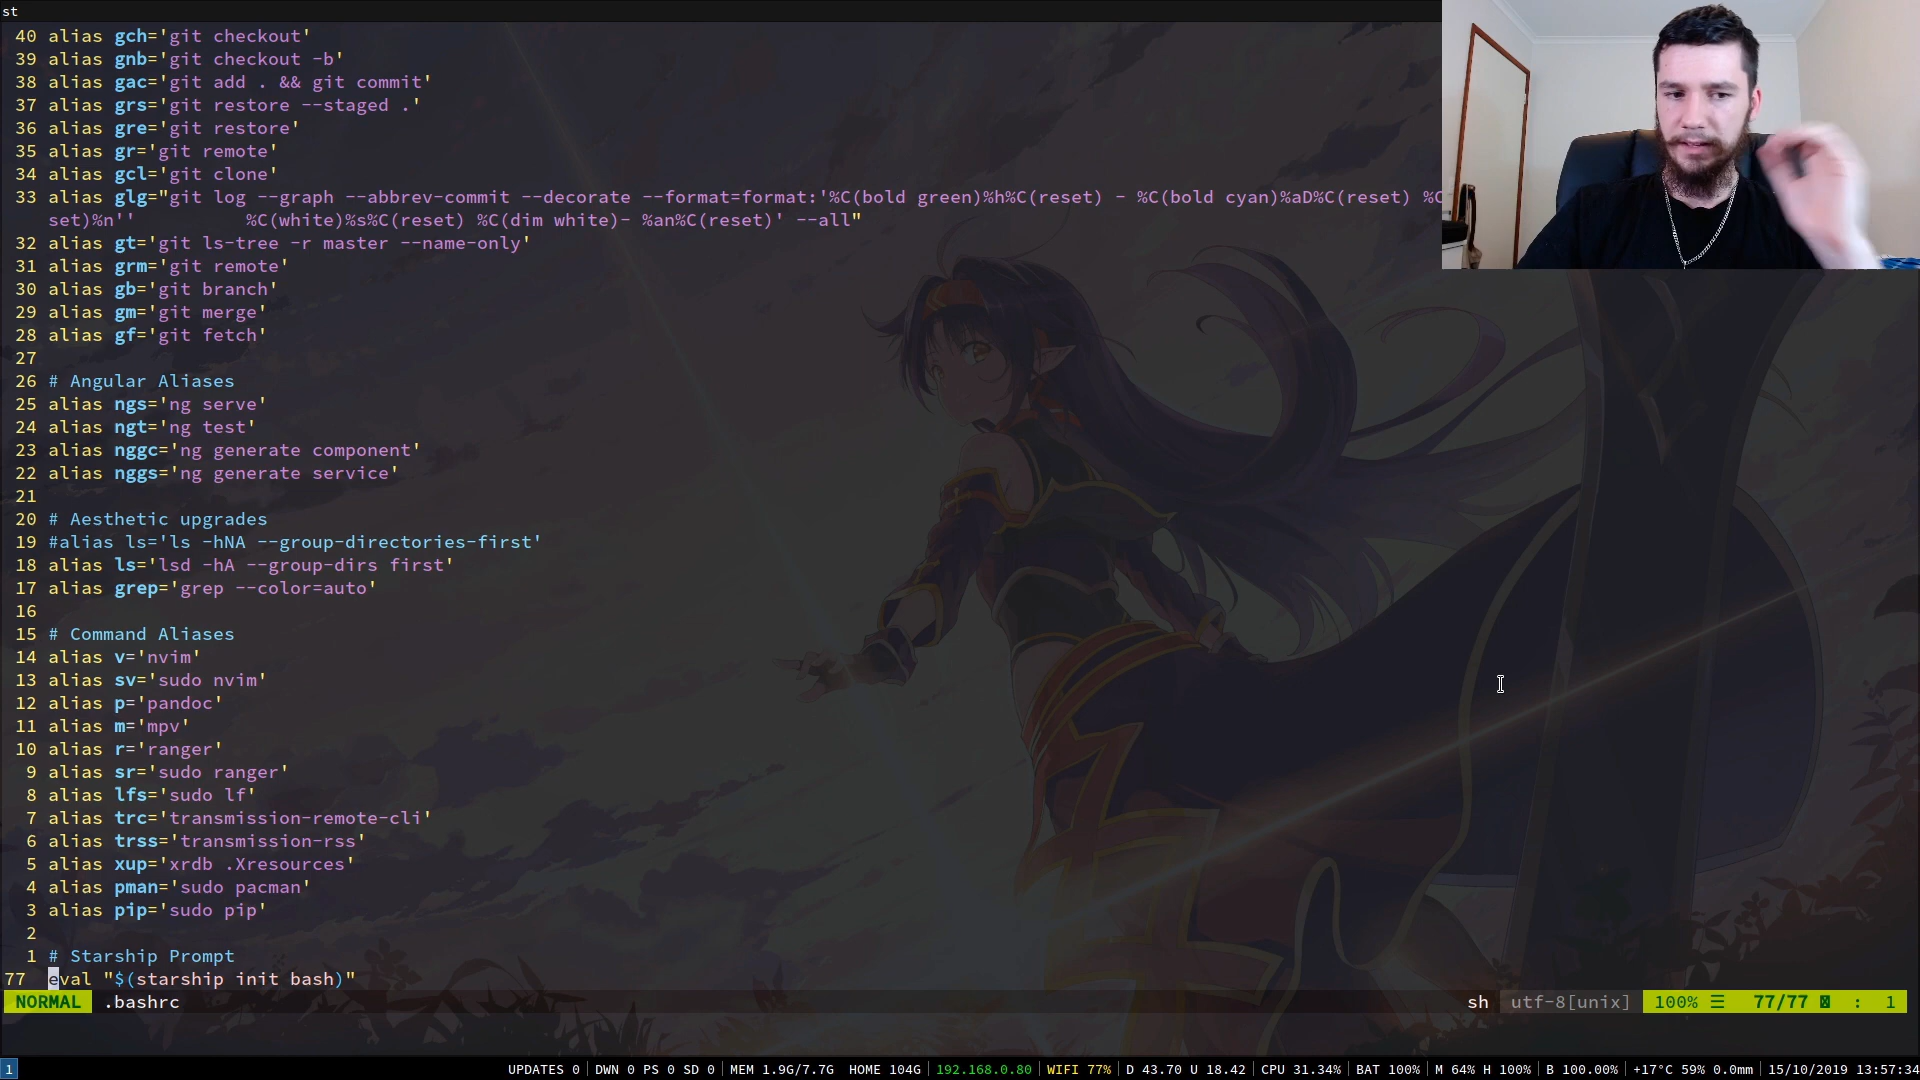 st
40 alias gch='git checkout'
39 alias gnb='git checkout -b'
38 alias gac='git add . && git commit'
37 alias grs='git restore --staged .'
36 alias gre='git restore'
35 alias gr='git remote'
34 alias gcl='git clone'
33 alias glg="git log --graph --abbrev-commit --decorate --format=format:'%C(bold green)%h%C(reset) - %C(bold cyan)%aD%C(reset) %C
set)%n'' %C(white)%s%C(reset) %C(dim white)- %an%C(reset)' --all"
32 alias gt='git ls-tree -r master --name-only'
31 alias grm='git remote'
30 alias gb='git branch'
29 alias gm='git merge'
28 alias gf='git fetch'
27
26 # Angular Aliases
25 alias ngs='ng serve'
24 alias ngt='ng test'
23 alias nggc='ng generate component'
22 alias nggs='ng generate service'
21
20 # Aesthetic upgrades
19 #alias ls='ls -hNA --group-directories-first'
18 alias ls='lsd -hA --group-dirs first'
17 alias grep='grep --color=auto'
16
15 # Command Aliases
14 alias v='nvim'
13 alias sv='sudo nvim'
12 alias p='pandoc'
11 alias m='mpv'
10 alias r='ranger'
9 alias sr='sudo ranger'
8 alias lfs='sudo lf'
7 alias trc='transmission-remote-cli'
6 alias trss='transmission-rss'
5 alias xup='xrdb .Xresources'
4 alias pman='sudo pacman'
3 alias pip='sudo pip'
2
1 # Starship Prompt
77 eval "$(starship init bash)"
NORMAL .bashrc sh utf-8[unix] 100% ☰ 77/77 : 1
1 UPDATES 0 | DWN 0 PS 0 SD 0 | MEM 1.9G/7.7G HOME 104G | 192.168.0.80 | WIFI 77% | D 43.70 U 18.42 | CPU 31.34% | BAT 100% | M 64% H 100% | B 100.00% | +17°C 59% 0.0mm | 15/10/2019 13:57:34